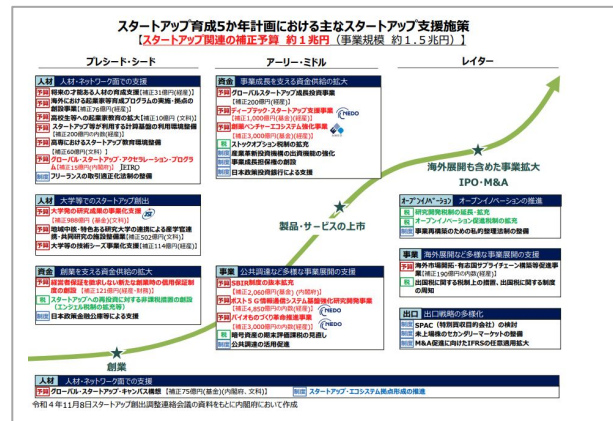 スタートアップ育成5か年計画における主なスタートアップ支援施策
【スタートアップ関連の補正予算 約１兆円（事業規模 約１.５兆円）】
プレシード・シード
人材 人材・ネットワーク面での支援
予算 将来の才能ある人材の育成支援【補正31億円(経産)】
予算 海外における起業家等育成プログラムの実施・拠点の創設事業【補正76億円(経産)】
予算 高校生等への起業家教育の拡大【補正10億円（文科）】
予算 スタートアップ等が利用する計算基盤の利用環境整備
【補正200億円の内数(経産)】
予算 高専におけるスタートアップ教育環境整備
【補正60億円(文科)】
予算 グローバル・スタートアップ・アクセラレーション・プログラム【補正15億円(内閣府)】 JETRO
制度 フリーランスの取引適正化法制の整備
人材 大学等でのスタートアップ創出
予算 大学発の研究成果の事業化支援
【補正988億円 (基金)(文科)】
予算 地域中核・特色ある研究大学の連携による産学官連携・共同研究の施設整備業【補正502億円(文科)】
予算 大学等の技術シーズ事業化支援【補正114億円(経産)】
資金 創業を支える資金供給の拡大
予算 経営者保証を徴求しない新たな創業時の信用保証制度の創設【補正121億円(経産・財務)】
税 スタートアップへの再投資に対する非課税措置の創設
（エンジェル税制の拡充等）
制度 日本政策金融公庫等による支援
創業
アーリー・ミドル
資金 事業成長を支える資金供給の拡大
予算 グローバルスタートアップ成長投資事業
【補正200億円(経産)】
予算 ディープテック・スタートアップ支援事業
【補正1,000億円(基金)(経産)】 NEDO
予算 創薬ベンチャーエコシステム強化事業
【補正3,000億円(基金)(経産)】
税 ストックオプション税制の拡充
制度 産業革新投資機構の出資機能の強化
制度 事業成長担保権の創設
制度 日本政策投資銀行による支援
製品・サービスの上市
事業 公共調達など多様な事業展開の支援
予算 SBIR制度の抜本拡充
【補正2,060億円(基金) (内閣府)】
予算 ポスト５Ｇ情報通信システム基盤強化研究開発事業
【補正4,850億円の内数(経産)】 NEDO
予算 バイオものづくり革命推進事業
【補正3,000億円の内数(経産)】 NEDO
税 暗号資産の期末評価課税の見直し
制度 公共調達の活用促進
レイター
海外展開も含めた事業拡大
IPO・M&A
オープンイノベーション オープンイノベーションの推進
税 研究開発税制の延長・拡充
税 オープンイノベーション促進税制の拡充
制度 事業再構築のための私的整理法制の整備
事業 海外展開など多様な事業展開の支援
予算 海外市場開拓・有志国サプライチェーン構築等促進事業【補正190億円の内数(経産)】
税 出国税に関する税制上の措置、出国税に関する制度の周知
出口 出口戦略の多様化
制度 SPAC（特別買収目的会社）の検討
制度 未上場株のセカンダリーマーケットの整備
制度 M&A促進に向けたIFRSの任意適用拡大
人材 人材・ネットワーク面での支援
予算 グローバル・スタートアップ・キャンパス構想【補正75億円(基金)(内閣府、文科)】
制度 スタートアップ・エコシステム拠点形成の推進
令和４年11月8日スタートアップ創出調整連絡会議の資料をもとに内閣府において作成